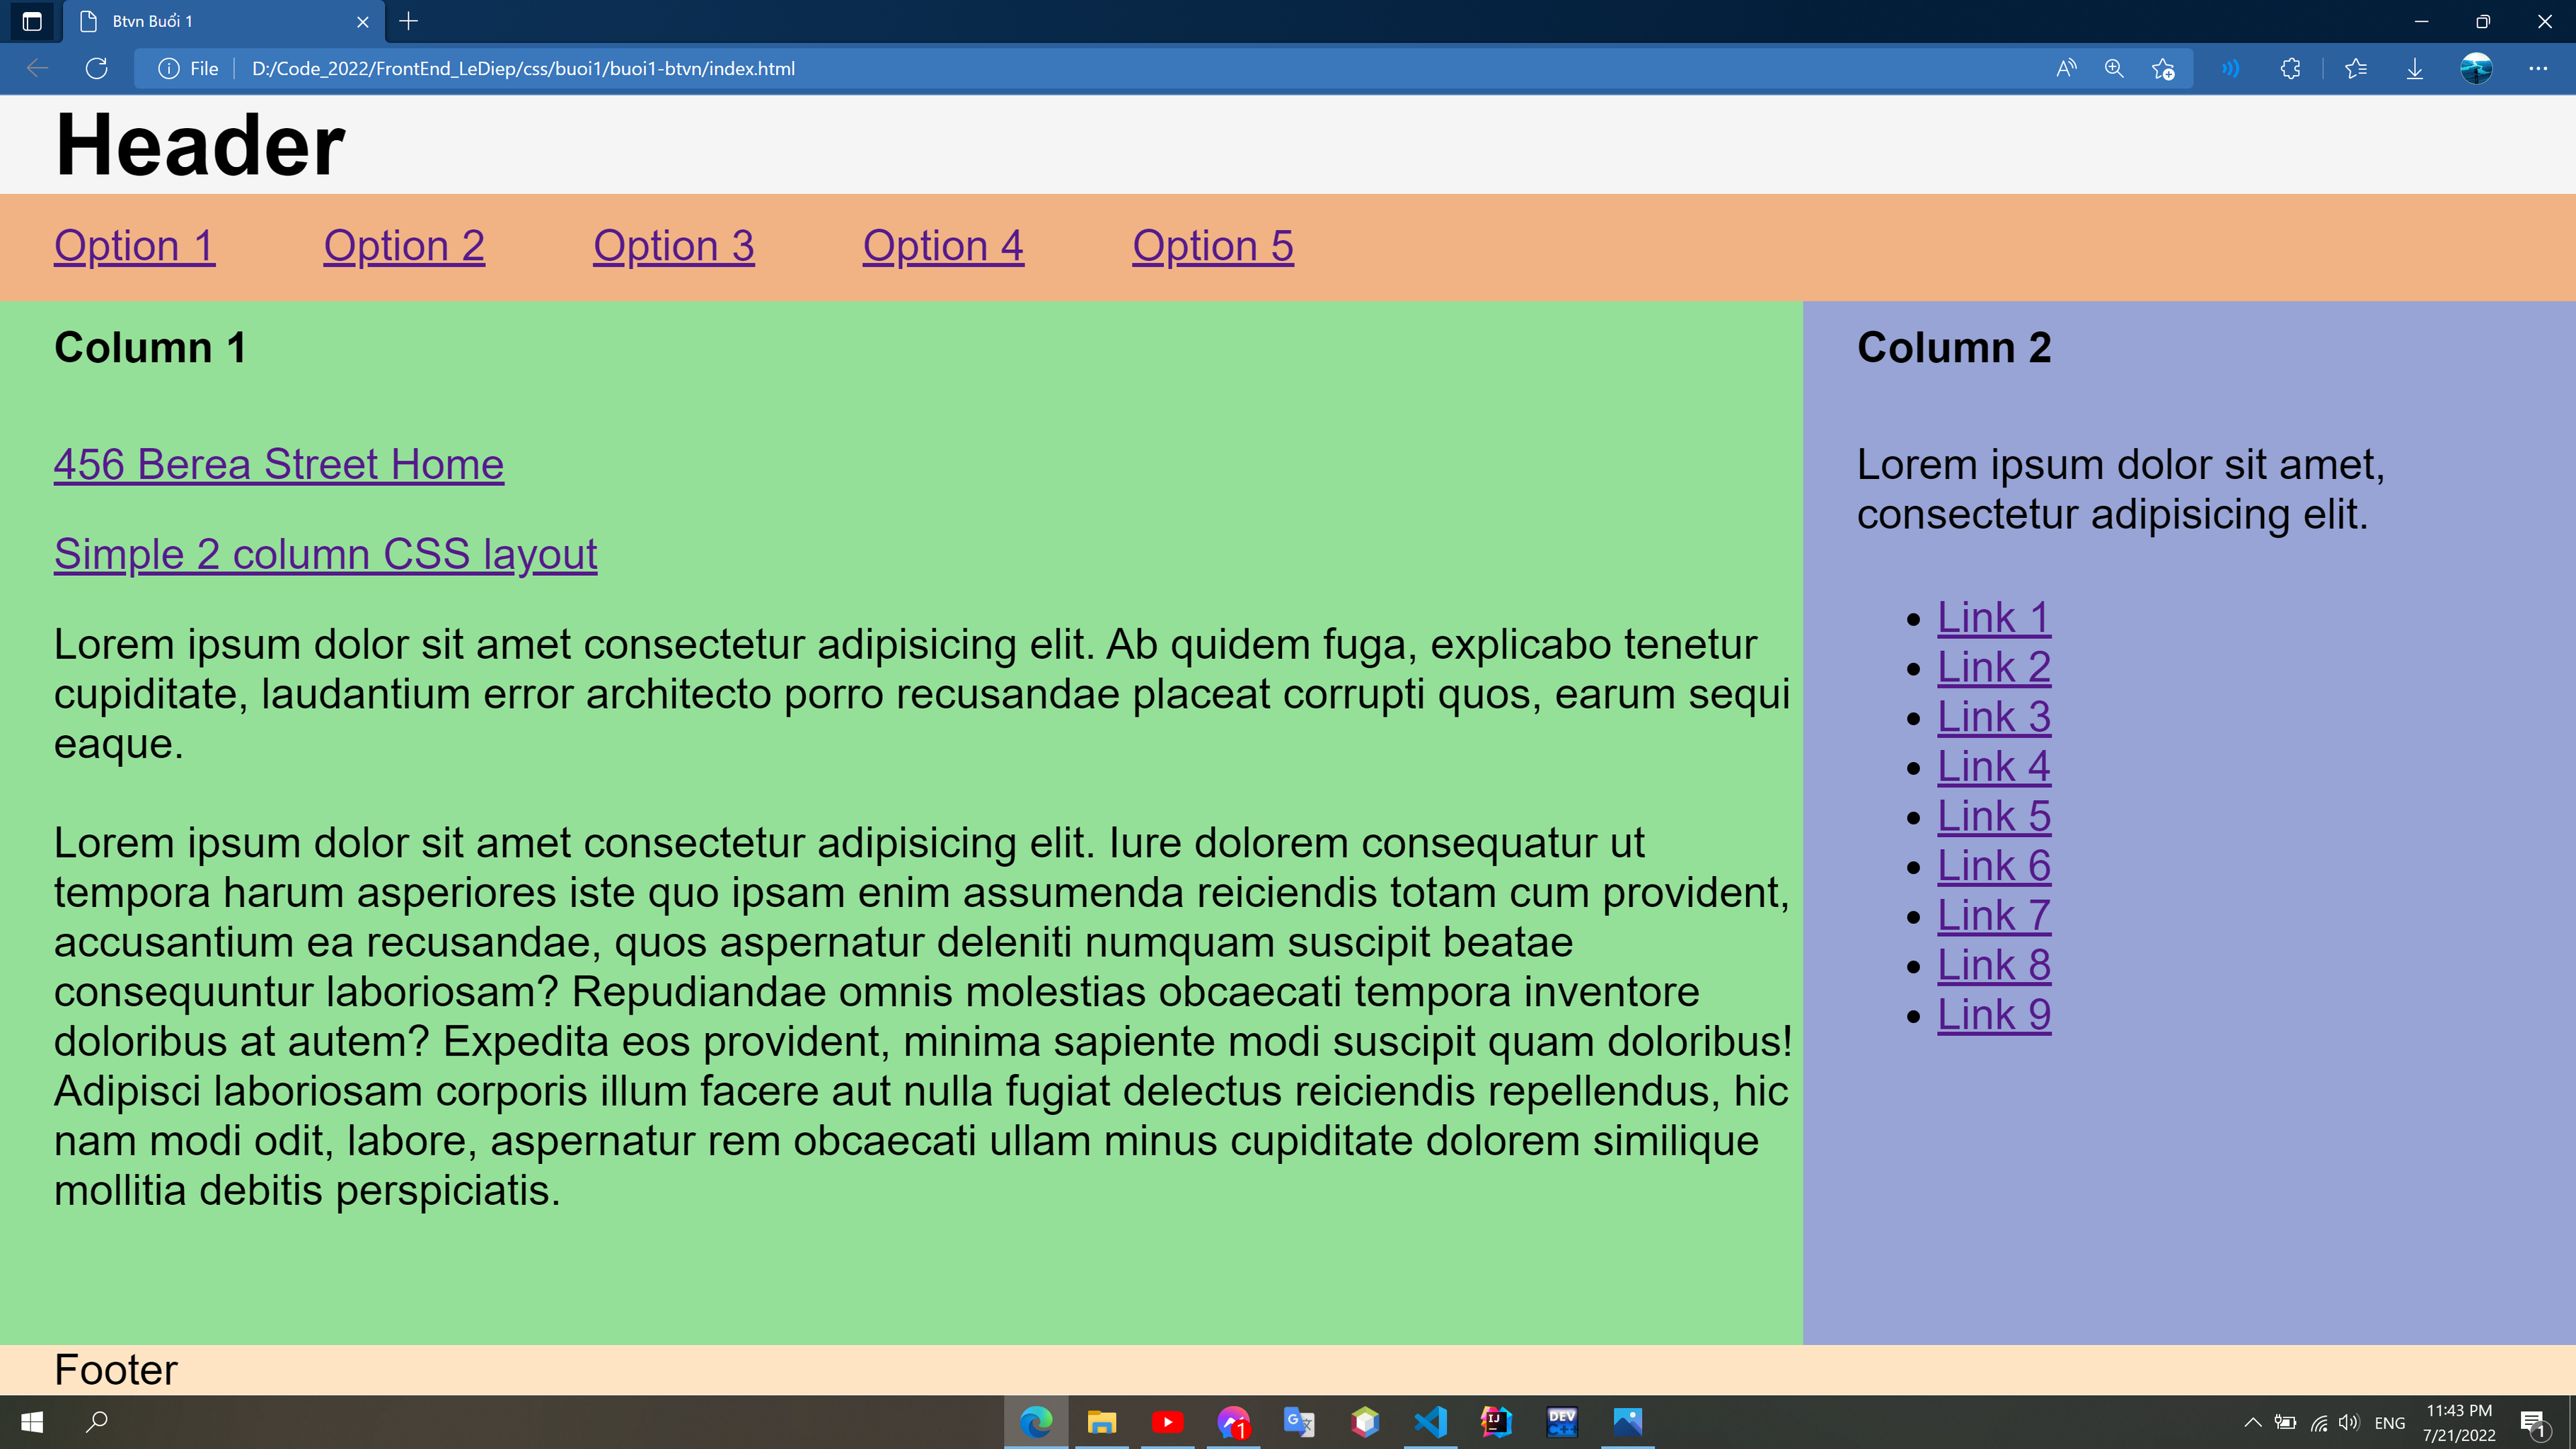 Btvn Buổi 1
File
D:/Code_2022/FrontEnd_LeDiep/css/buoi1/buoi1-btvn/index.html
Header
Option 1 Option 2 Option 3 Option 4 Option 5
Column 1
456 Berea Street Home
Simple 2 column CSS layout
Lorem ipsum dolor sit amet consectetur adipisicing elit. Ab quidem fuga, explicabo tenetur
cupiditate, laudantium error architecto porro recusandae placeat corrupti quos, earum sequi
eaque.
Lorem ipsum dolor sit amet consectetur adipisicing elit. Iure dolorem consequatur ut
tempora harum asperiores iste quo ipsam enim assumenda reiciendis totam cum provident,
accusantium ea recusandae, quos aspernatur deleniti numquam suscipit beatae
consequuntur laboriosam? Repudiandae omnis molestias obcaecati tempora inventore
doloribus at autem? Expedita eos provident, minima sapiente modi suscipit quam doloribus!
Adipisci laboriosam corporis illum facere aut nulla fugiat delectus reiciendis repellendus, hic
nam modi odit, labore, aspernatur rem obcaecati ullam minus cupiditate dolorem similique
mollitia debitis perspiciatis.
Column 2
Lorem ipsum dolor sit amet,
consectetur adipisicing elit.
Link 1
Link 2
Link 3
Link 4
Link 5
Link 6
Link 7
Link 8
Link 9
Footer
1
IJ
DEV
C++
ENG
11:43 PM
7/21/2022
1